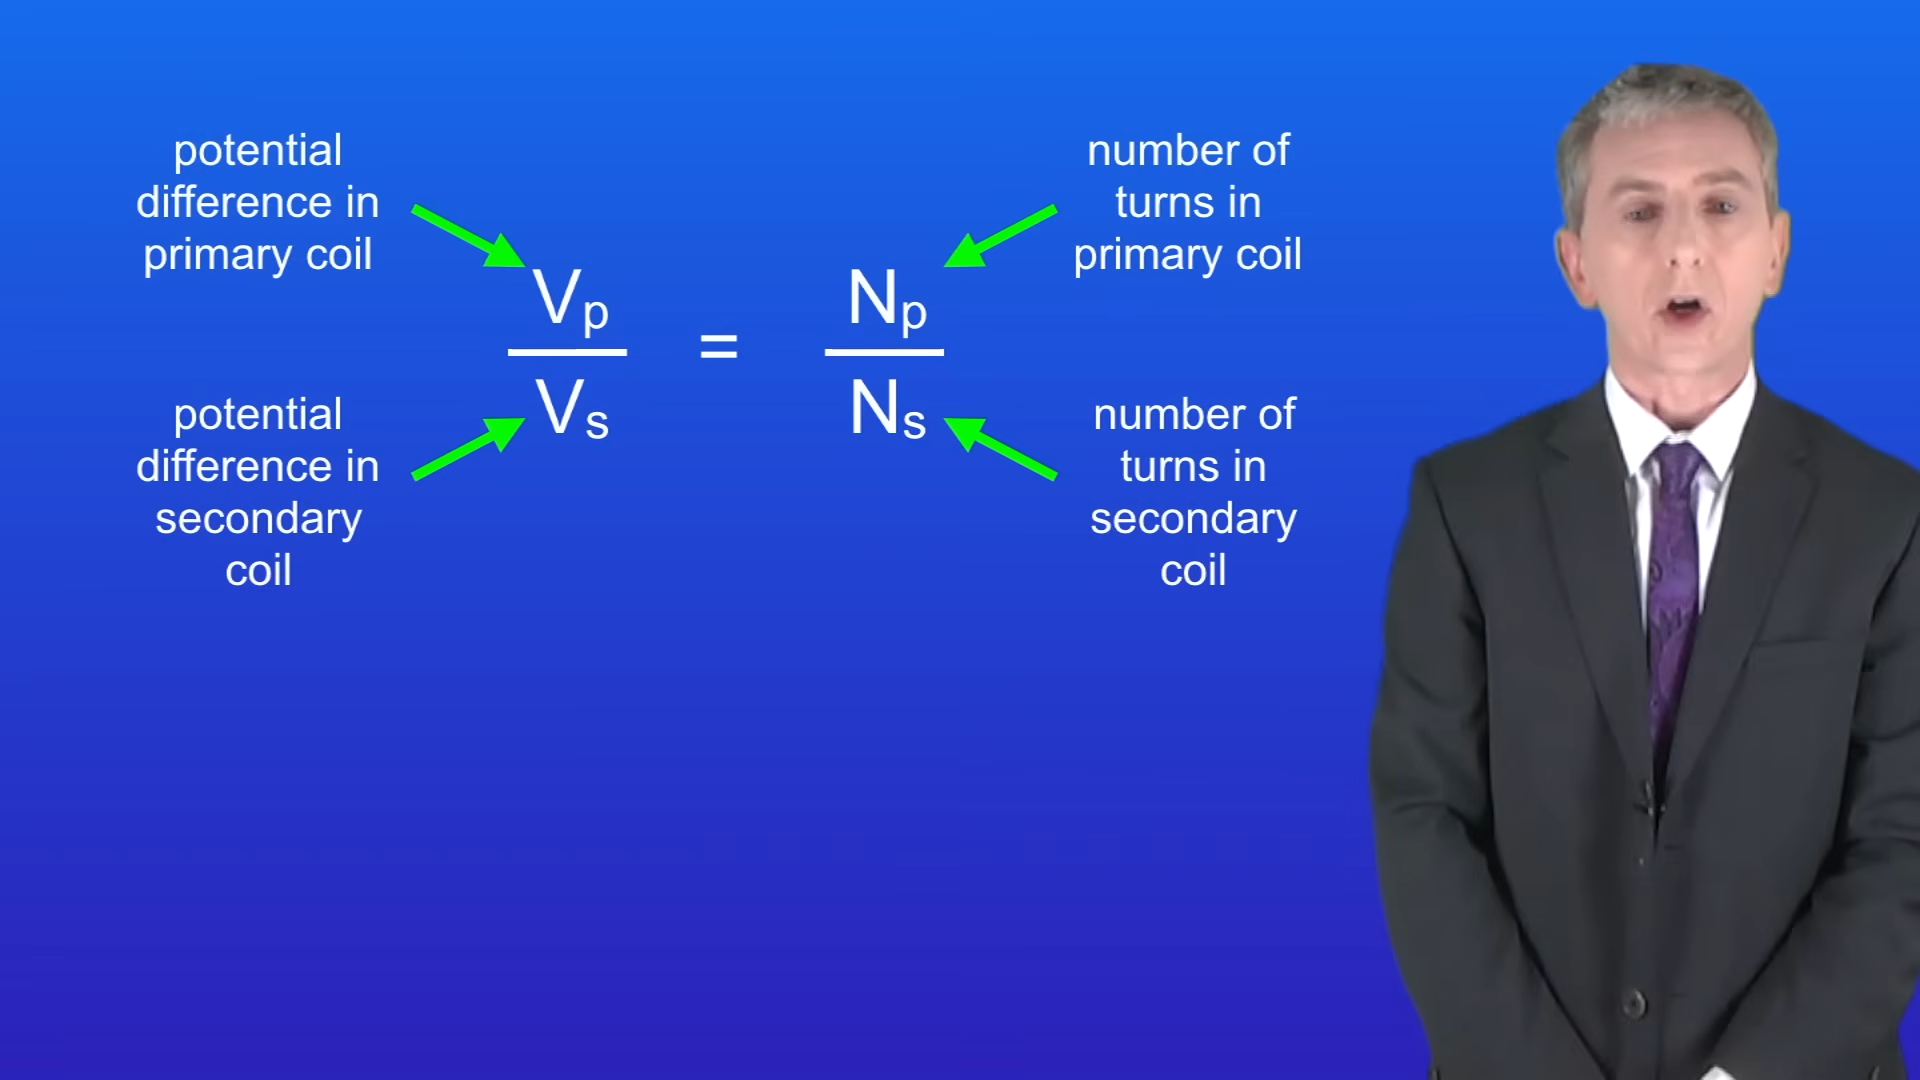 potential
difference in
primary coil
number of
turns in
primary coil
Vp
Vs
=
Np
Ns
potential
difference in
secondary
coil
number of
turns in
secondary
coil